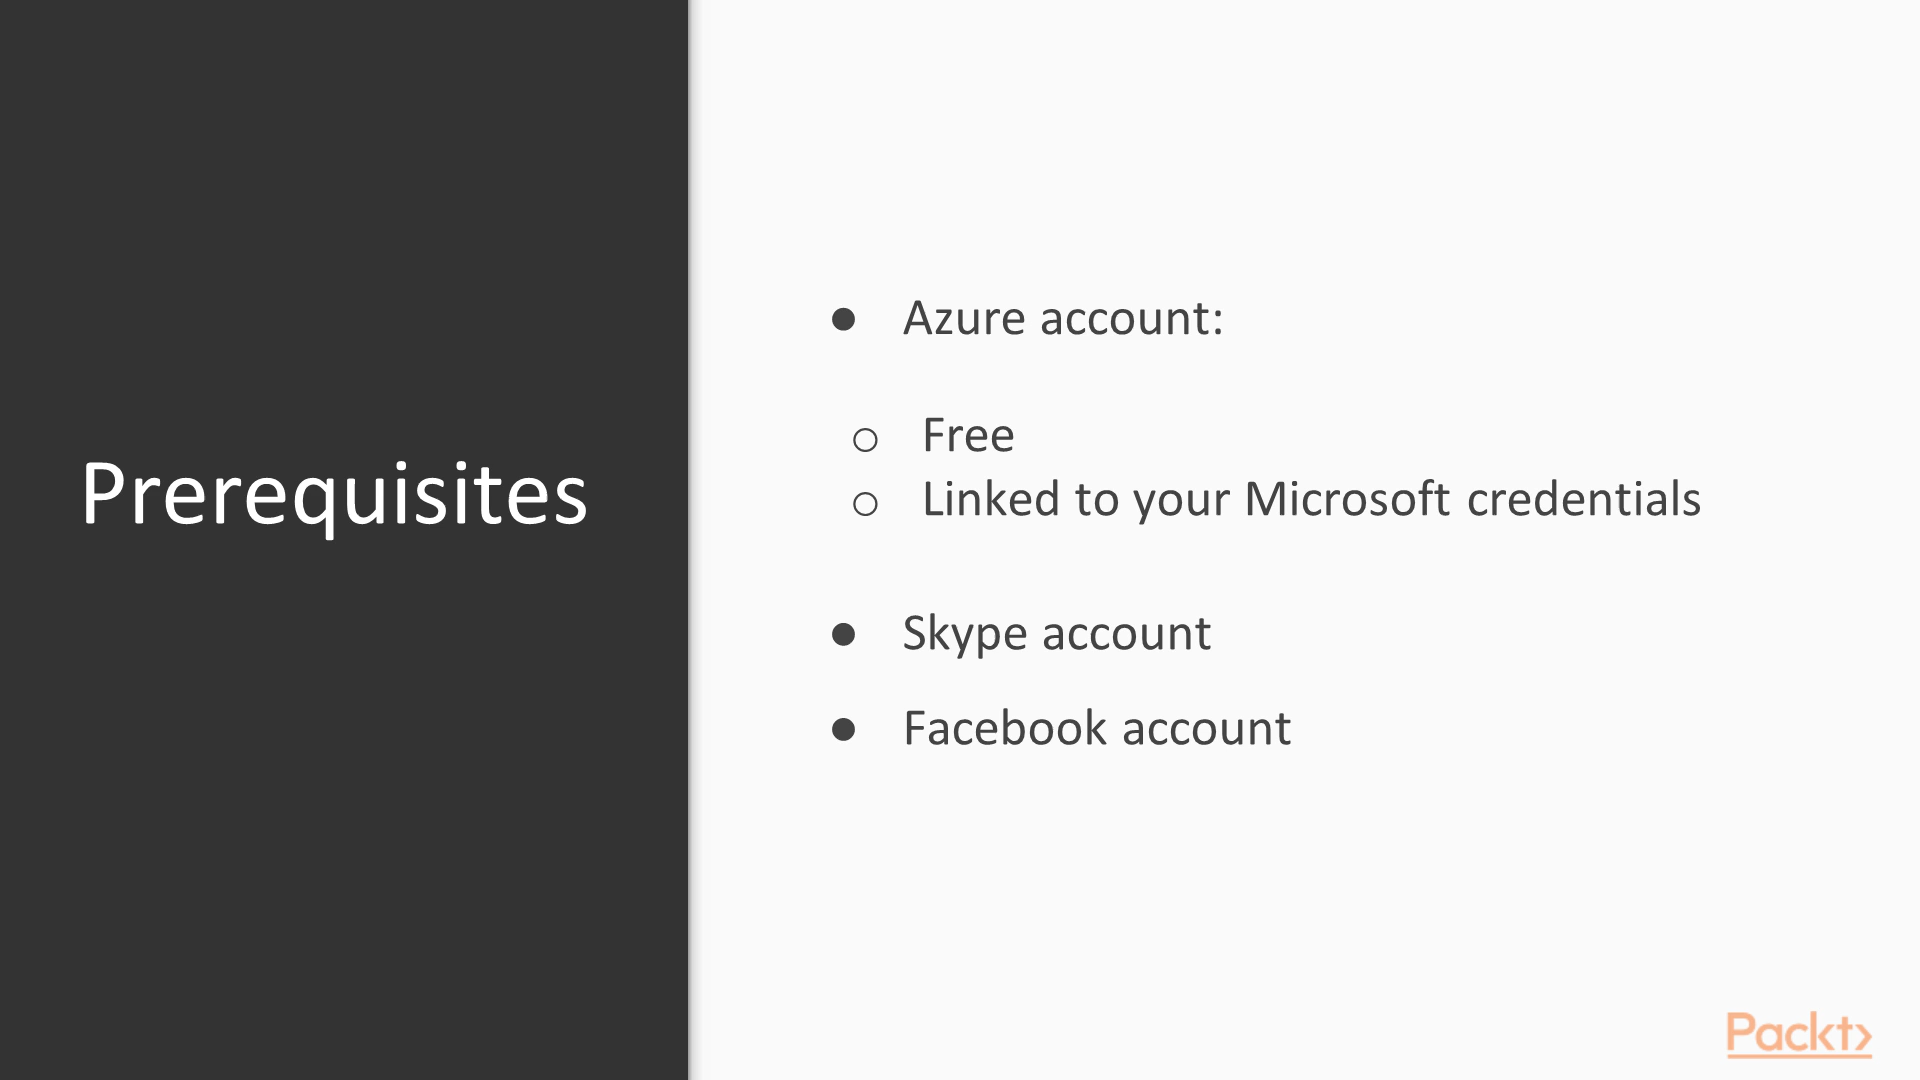 Prerequisites
● Azure account:
○ Free
○ Linked to your Microsoft credentials
● Skype account
● Facebook account
Packt>